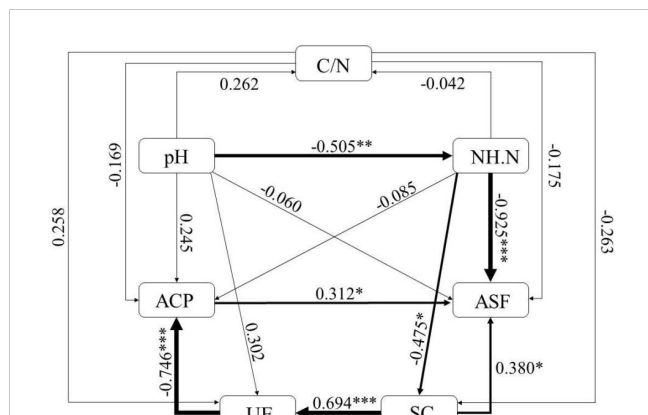 C/N
0.262
-0.042
-0.169
pH
-0.505**
NH.N
-0.175
0.258
-0.060
-0.085
-0.925***
-0.263
0.245
ACP
0.312*
ASF
0.302
-0.475*
-0.746***
0.380*
0.694***
UE
SC